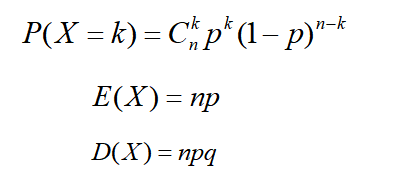 P(X = k) = C_n^k p^k (1 − p)^{n−k}
E(X) = np
D(X) = npq